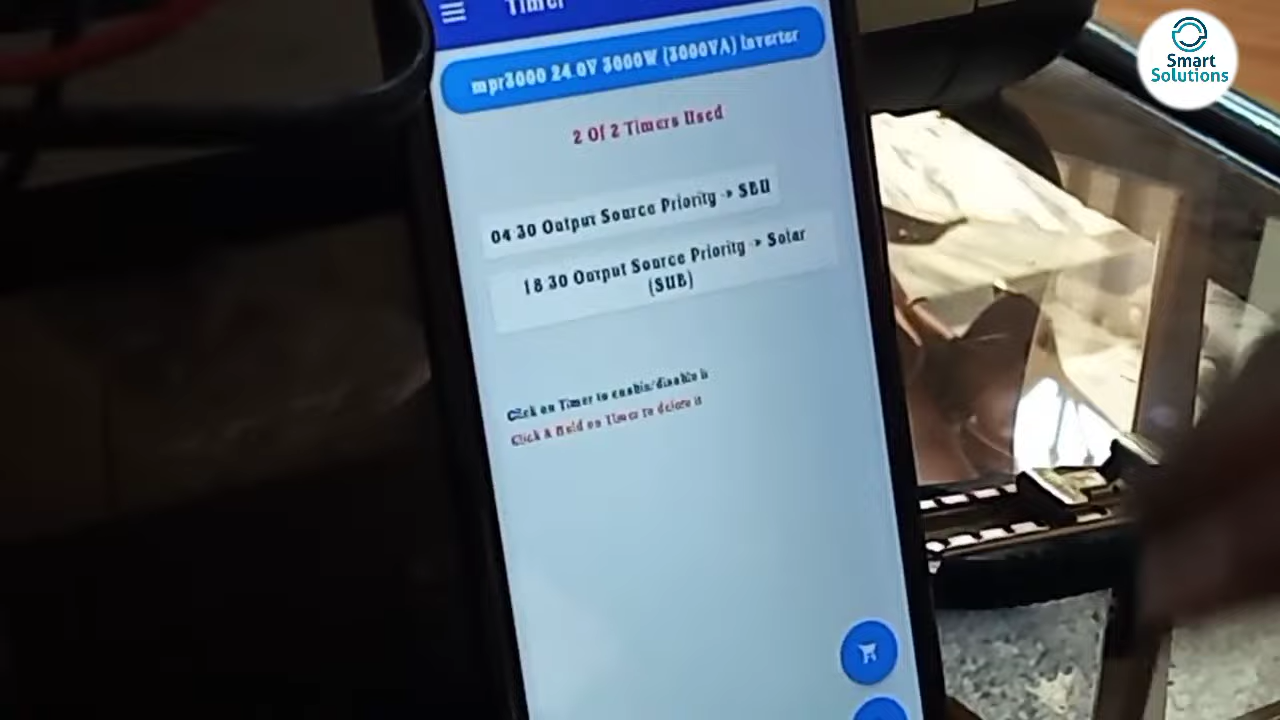 Timer
mpr3000 24.0V 3000W (3000VA) Inverter
2 Of 2 Timers Used
04 30 Output Source Priority -> SBU
18 30 Output Source Priority -> Solar
(SUB)
Click on Timer to enable/disable it
Click & Hold on Timer to delete it
Smart
Solutions